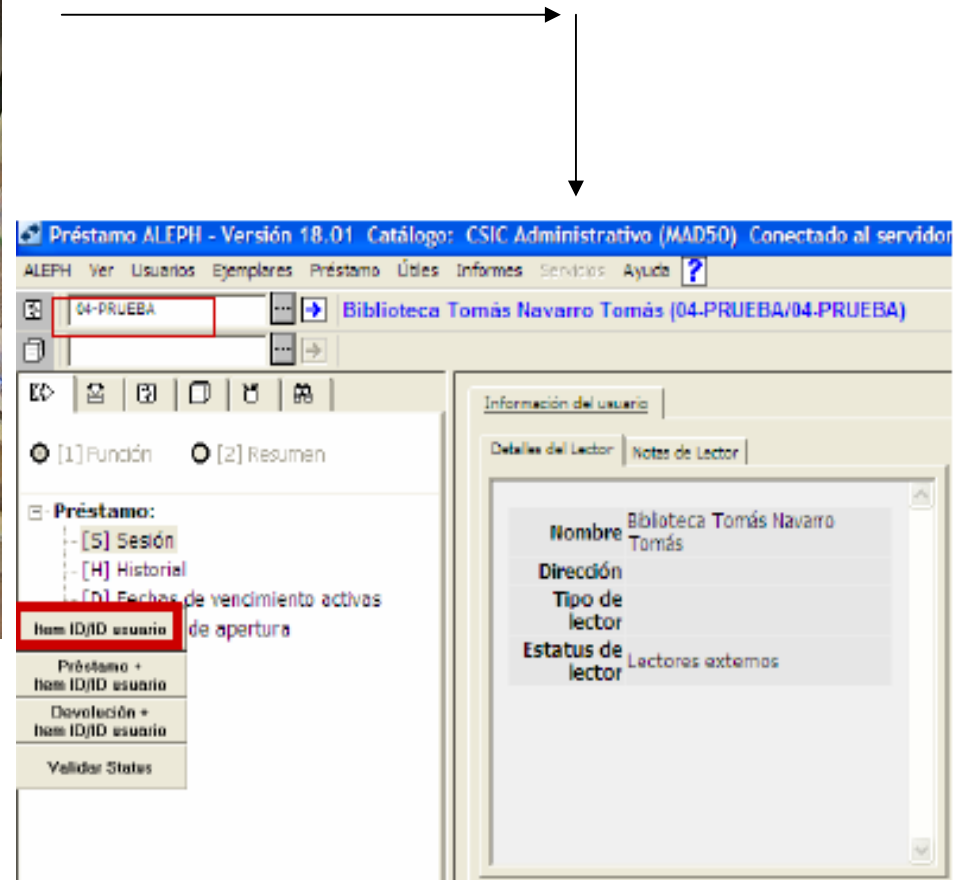 Préstamo ALEPH - Versión 18.01 Catálogo: CSIC Administrativo (MAD50) Conectado al servidor
ALEPH Ver Usuarios Ejemplares Préstamo Útiles Informes Servicios Ayuda ?
04-PRUEBA ... Biblioteca Tomás Navarro Tomás (04-PRUEBA/04-PRUEBA)
...
Información del usuario
[1] Función [2] Resumen
Detalles del Lector Notas de Lector
Préstamo:
[S] Sesión
[H] Historial
[D] Fechas de vencimiento activas
de apertura
Item ID/ID usuario
Préstamo +
Item ID/ID usuario
Devolución +
Item ID/ID usuario
Validar Status
Nombre Biblioteca Tomás Navarro
Tomás
Dirección
Tipo de
lector
Estatus de
lector Lectores externos